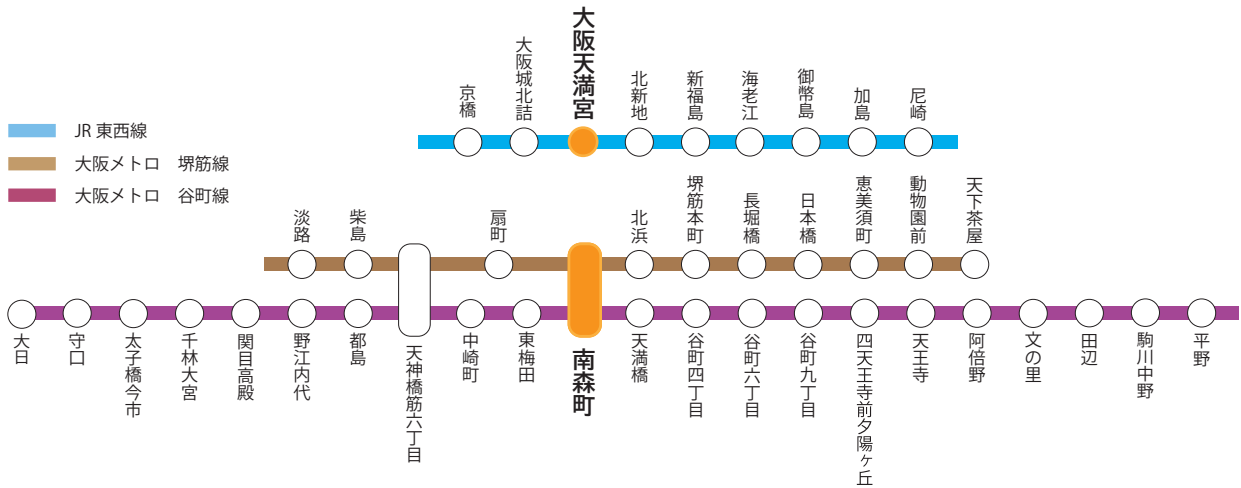 JR 東西線
大阪メトロ　堺筋線
大阪メトロ　谷町線
京橋
大阪城北詰
大阪天満宮
北新地
新福島
海老江
御幣島
加島
尼崎
淡路
柴島
扇町
北浜
堺筋本町
長堀橋
日本橋
恵美須町
動物園前
天下茶屋
大日
守口
太子橋今市
千林大宮
関目高殿
野江内代
都島
天神橋筋六丁目
中崎町
東梅田
南森町
天満橋
谷町四丁目
谷町六丁目
谷町九丁目
四天王寺前夕陽ヶ丘
天王寺
阿倍野
文の里
田辺
駒川中野
平野